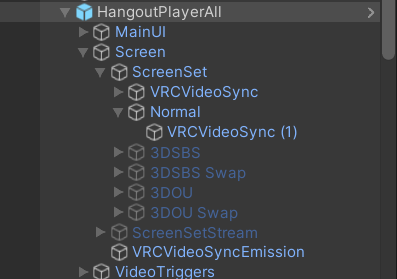 HangoutPlayerAll
MainUI
Screen
ScreenSet
VRCVideoSync
Normal
VRCVideoSync (1)
3DSBS
3DSBS Swap
3DOU
3DOU Swap
ScreenSetStream
VRCVideoSyncEmission
VideoTriggers